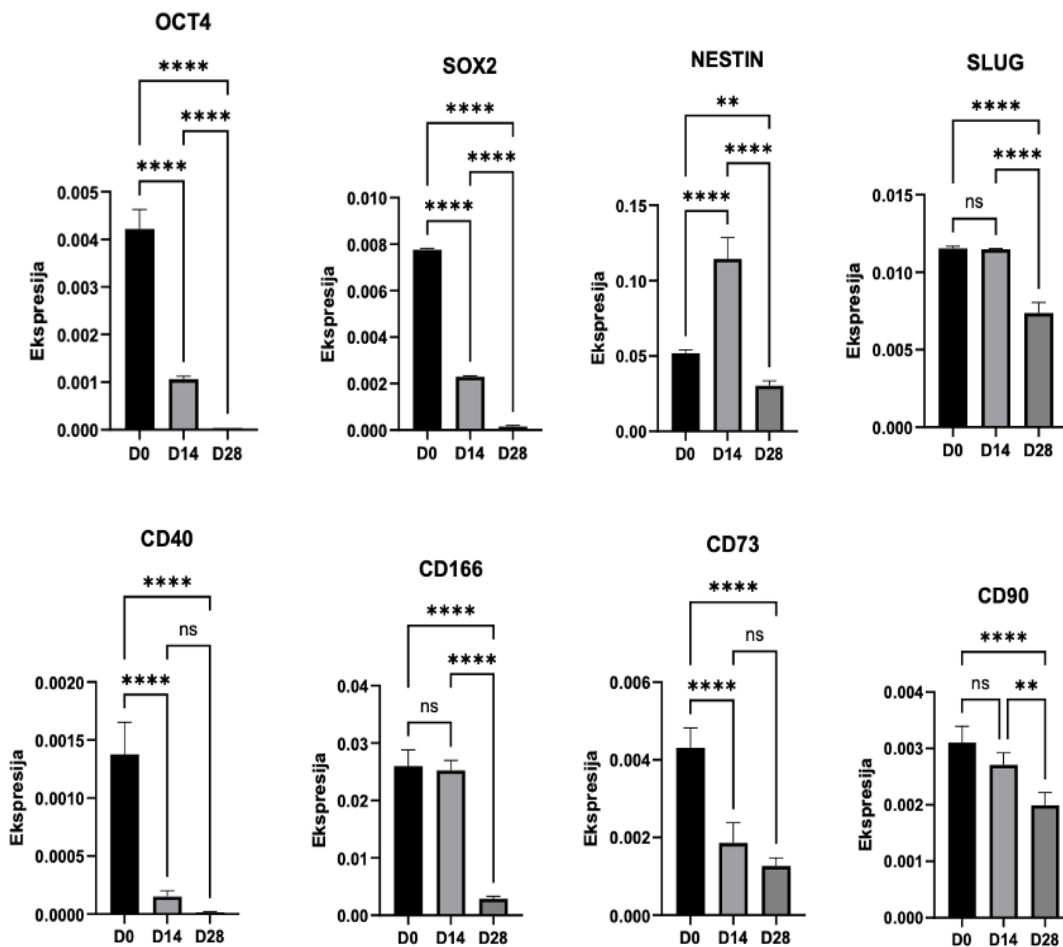 OCT4
****
****
****
0.005
0.004
0.003
0.002
0.001
0.000
Ekspresija
D0 D14 D28
SOX2
****
****
****
0.010
0.008
0.006
0.004
0.002
0.000
Ekspresija
D0 D14 D28
NESTIN
**
****
****
0.15
0.10
0.05
0.00
Ekspresija
D0 D14 D28
SLUG
****
****
ns
0.015
0.010
0.005
0.000
Ekspresija
D0 D14 D28
CD40
****
ns
****
0.0020
0.0015
0.0010
0.0005
0.0000
Ekspresija
D0 D14 D28
CD166
****
****
ns
0.04
0.03
0.02
0.01
0.00
Ekspresija
D0 D14 D28
CD73
****
ns
****
0.006
0.004
0.002
0.000
Ekspresija
D0 D14 D28
CD90
****
ns **
0.004
0.003
0.002
0.001
0.000
Ekspresija
D0 D14 D28